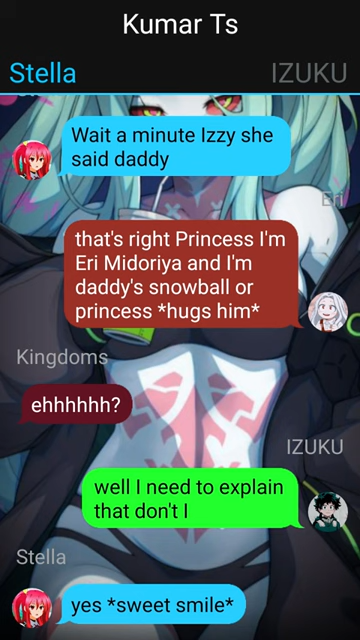 Kumar Ts
Stella
IZUKU
Wait a minute Izzy she
said daddy
Eri
that's right Princess I'm
Eri Midoriya and I'm
daddy's snowball or
princess *hugs him*
Kingdoms
ehhhhhh?
IZUKU
well I need to explain
that don't I
Stella
yes *sweet smile*